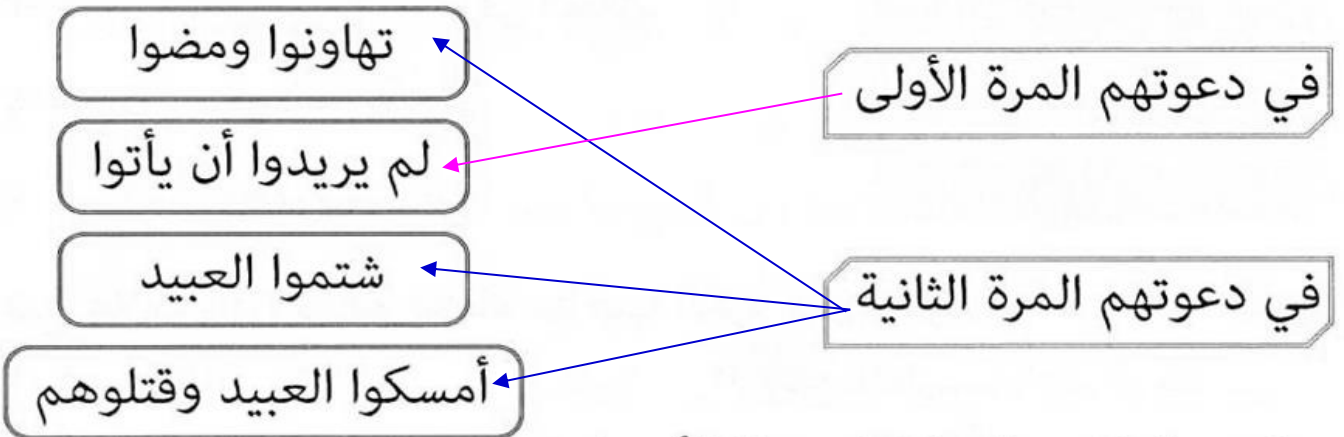 في دعوتهم المرة الأولى
في دعوتهم المرة الثانية
تهاونوا ومضوا
لم يريدوا أن يأتوا
شتموا العبيد
أمسكوا العبيد وقتلوهم